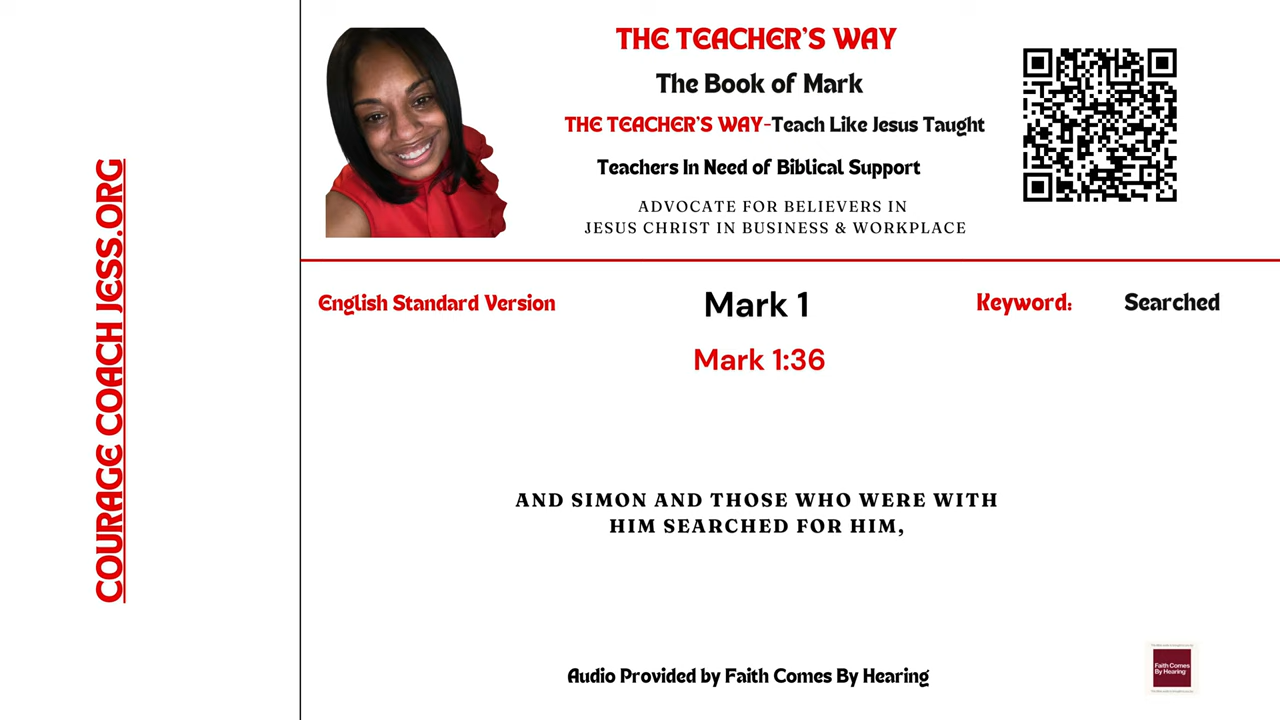 COURAGE COACH JESS.ORG
THE TEACHER'S WAY
The Book of Mark
THE TEACHER'S WAY-Teach Like Jesus Taught
Teachers In Need of Biblical Support
ADVOCATE FOR BELIEVERS IN
JESUS CHRIST IN BUSINESS & WORKPLACE
English Standard Version
Mark 1
Keyword: Searched
Mark 1:36
AND SIMON AND THOSE WHO WERE WITH
HIM SEARCHED FOR HIM,
Audio Provided by Faith Comes By Hearing
Faith Comes
By Hearing